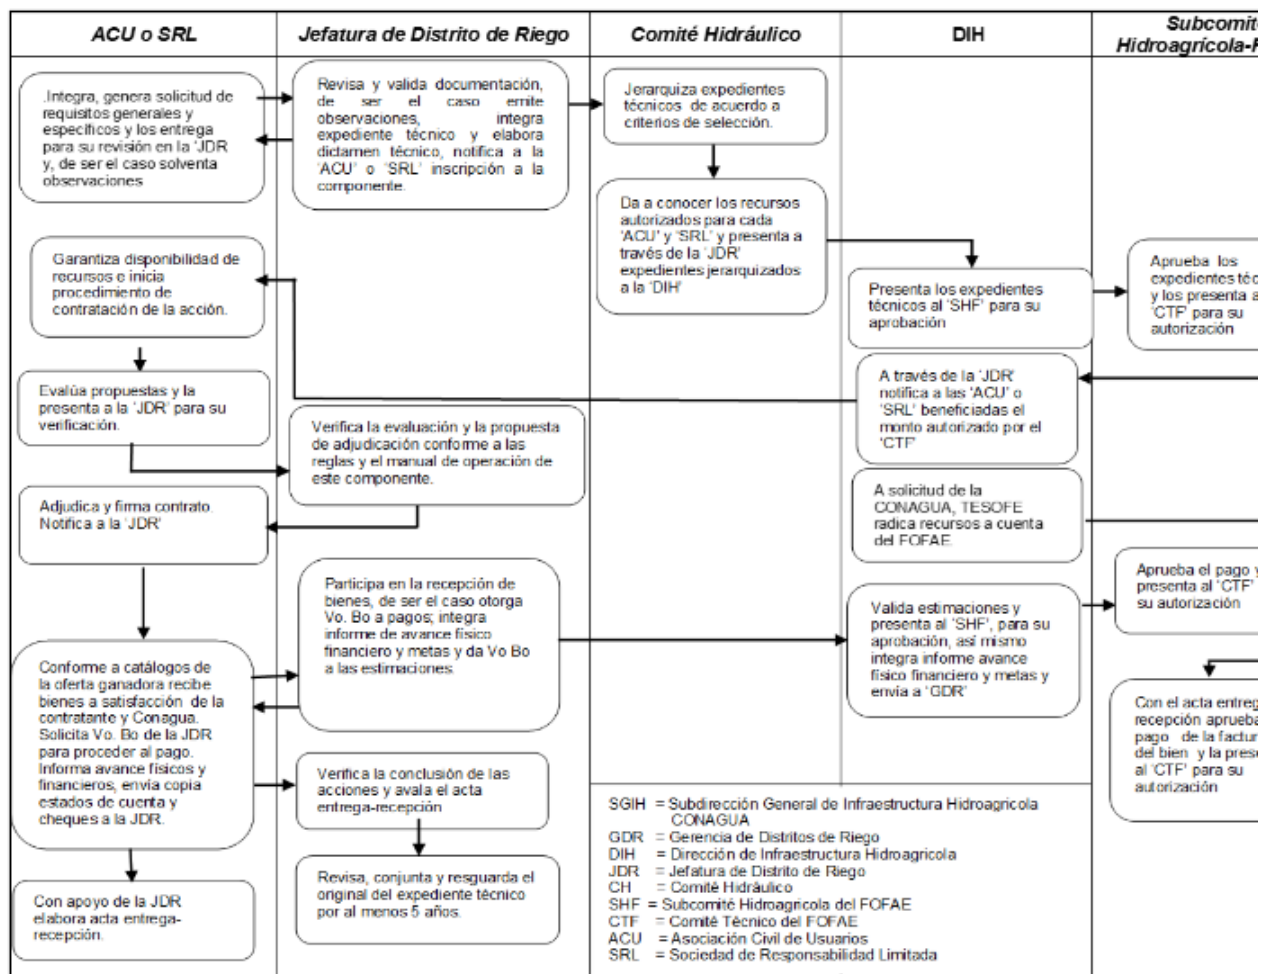 ACU o SRL
Jefatura de Distrito de Riego
Comité Hidráulico
DIH
Subcomité
Hidroagrícola-F
.Integra, genera solicitud de
requisitos generales y
específicos y los entrega
para su revisión en la 'JDR
y, de ser el caso solventa
observaciones
Revisa y valida documentación,
de ser el caso emite
observaciones, integra
expediente técnico y elabora
dictamen técnico, notifica a la
'ACU' o 'SRL' inscripción a la
componente.
Jerarquiza expedientes
técnicos de acuerdo a
criterios de selección.
Da a conocer los recursos
autorizados para cada
'ACU' y 'SRL' y presenta a
través de la 'JDR'
expedientes jerarquizados
a la 'DIH'
Presenta los expedientes
técnicos al 'SHF' para su
aprobación
Aprueba los
expedientes téc
y los presenta a
'CTF' para su
autorización
Garantiza disponibilidad de
recursos e inicia
procedimiento de
contratación de la acción.
A través de la 'JDR'
notifica a las 'ACU' o
'SRL' beneficiadas el
monto autorizado por el
'CTF'
Evalúa propuestas y la
presenta a la 'JDR' para su
verificación.
Verifica la evaluación y la propuesta
de adjudicación conforme a las
reglas y el manual de operación de
este componente.
Adjudica y firma contrato.
Notifica a la 'JDR'
A solicitud de la
CONAGUA, TESOFE
radica recursos a cuenta
del FOFAE.
Participa en la recepción de
bienes, de ser el caso otorga
Vo. Bo a pagos; integra
informe de avance físico
financiero y metas y da Vo Bo
a las estimaciones.
Valida estimaciones y
presenta al 'SHF', para su
aprobación, así mismo
integra informe avance
físico financiero y metas y
envía a 'GDR'
Aprueba el pago y
presenta al 'CTF'
su autorización
Conforme a catálogos de
la oferta ganadora recibe
bienes a satisfacción de la
contratante y Conagua.
Solicita Vo. Bo de la JDR
para proceder al pago.
Informa avance físicos y
financieros, envía copia
estados de cuenta y
cheques a la JDR.
Con el acta entreg
recepción aprueba
pago de la factur
del bien y la pres
al 'CTF' para su
autorización
Verifica la conclusión de las
acciones y avala el acta
entrega-recepción
Revisa, conjunta y resguarda el
original del expediente técnico
por al menos 5 años.
Con apoyo de la JDR
elabora acta entrega-
recepción.
SGIH = Subdirección General de Infraestructura Hidroagrícola
CONAGUA
GDR = Gerencia de Distritos de Riego
DIH = Dirección de Infraestructura Hidroagrícola
JDR = Jefatura de Distrito de Riego
CH = Comité Hidráulico
SHF = Subcomité Hidroagrícola del FOFAE
CTF = Comité Técnico del FOFAE
ACU = Asociación Civil de Usuarios
SRL = Sociedad de Responsabilidad Limitada